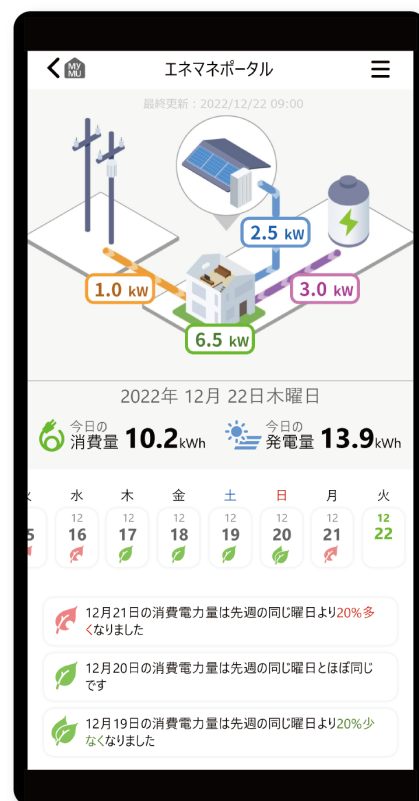 MY
MU
エネマネポータル
最終更新：2022/12/22 09:00
2.5 kW
1.0 kW
3.0 kW
6.5 kW
2022年 12月 22日木曜日
今日の
消費量 10.2kWh
今日の
発電量 13.9kWh
水 木 金 土 日 月 火
5
12 12 12 12 12 12 12
16 17 18 19 20 21 22
12月21日の消費電力量は先週の同じ曜日より20%多
くなりました
12月20日の消費電力量は先週の同じ曜日とほぼ同じ
です
12月19日の消費電力量は先週の同じ曜日より20%少
なくなりました